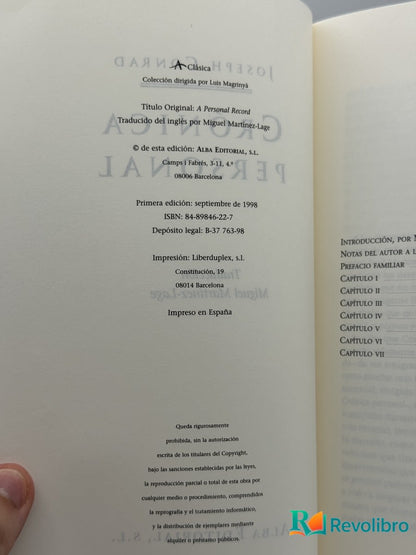 Clásica
Colección dirigida por Luis Magrinyà
Título Original: A Personal Record
Traducido del inglés por Miguel Martínez-Lage
© de esta edición: ALBA EDITORIAL, S.L.
Camps i Fabrés, 3-11, 4.º
08006 Barcelona
Primera edición: septiembre de 1998
ISBN: 84-89846-22-7
Depósito legal: B-37 763-98
Impresión: Liberduplex, s.l.
Constitución, 19
08014 Barcelona
Impreso en España
Queda rigurosamente
prohibida, sin la autorización
escrita de los titulares del Copyright,
bajo las sanciones establecidas por las leyes,
la reproducción parcial o total de esta obra por
cualquier medio o procedimiento, comprendidos
la reprografía y el tratamiento informático,
y la distribución de ejemplares mediante
alquiler o préstamo públicos.
INTRODUCCIÓN, POR
NOTAS DEL AUTOR A L
PREFACIO FAMILIAR
CAPÍTULO I
CAPÍTULO II
CAPÍTULO III
CAPÍTULO IV
CAPÍTULO V
CAPÍTULO VI
CAPÍTULO VII
Revolibro